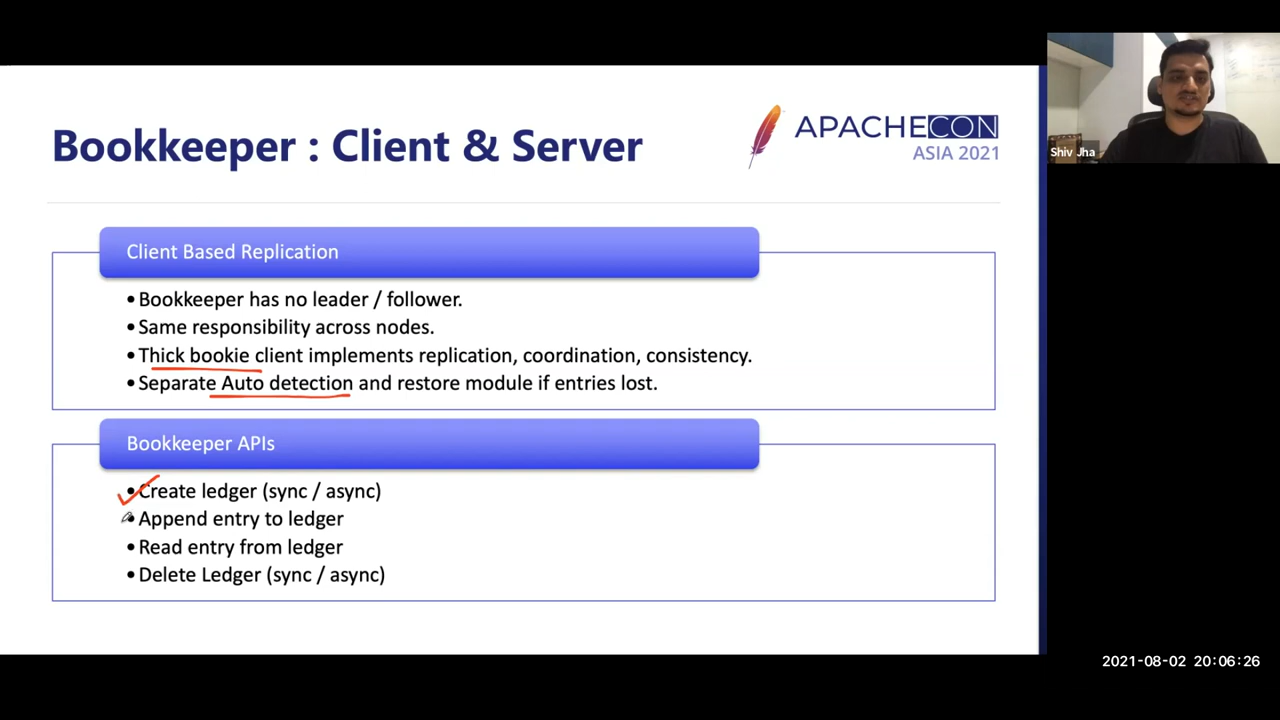 Bookkeeper : Client & Server
APACHECON
ASIA 2021
Shiv Jha
Client Based Replication
•Bookkeeper has no leader / follower.
•Same responsibility across nodes.
•Thick bookie client implements replication, coordination, consistency.
•Separate Auto detection and restore module if entries lost.
Bookkeeper APIs
•Create ledger (sync / async)
•Append entry to ledger
•Read entry from ledger
•Delete Ledger (sync / async)
2021-08-02 20:06:26